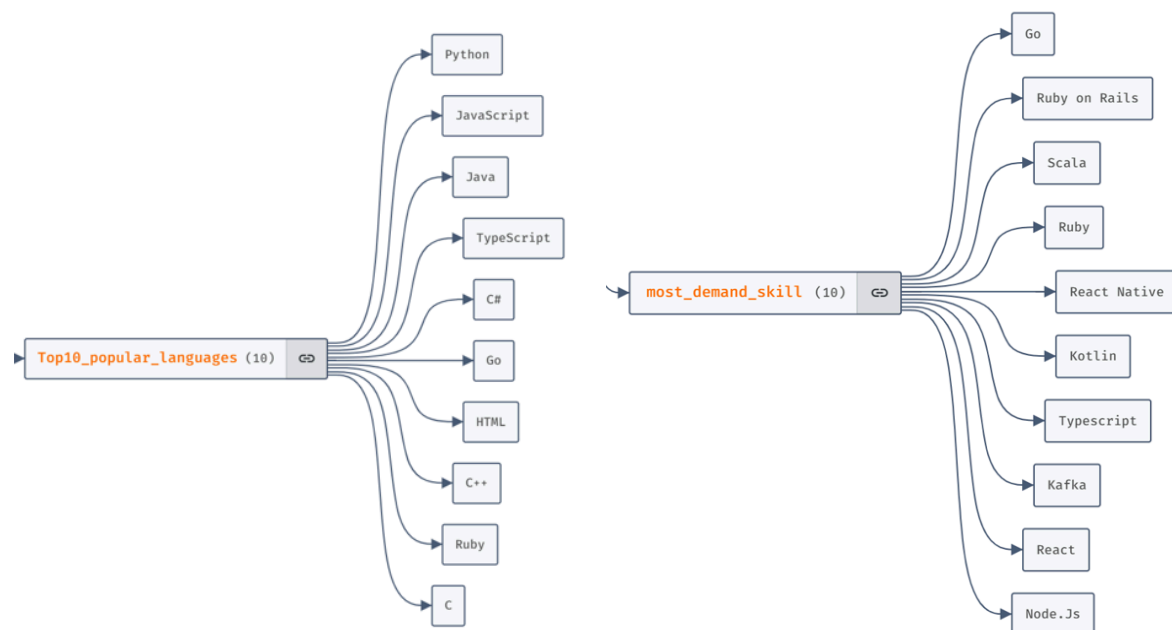 Python
JavaScript
Java
TypeScript
C#
Top10_popular_languages (10)
Go
HTML
C++
Ruby
C
Go
Ruby on Rails
Scala
Ruby
most_demand_skill (10)
React Native
Kotlin
Typescript
Kafka
React
Node.Js